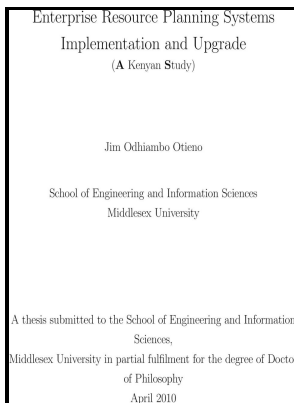 Enterprise Resource Planning Systems
Implementation and Upgrade
(A Kenyan Study)
Jim Odhiambo Otieno
School of Engineering and Information Sciences
Middlesex University
A thesis submitted to the School of Engineering and Information
Sciences,
Middlesex University in partial fulfilment for the degree of Docto
of Philosophy
April 2010